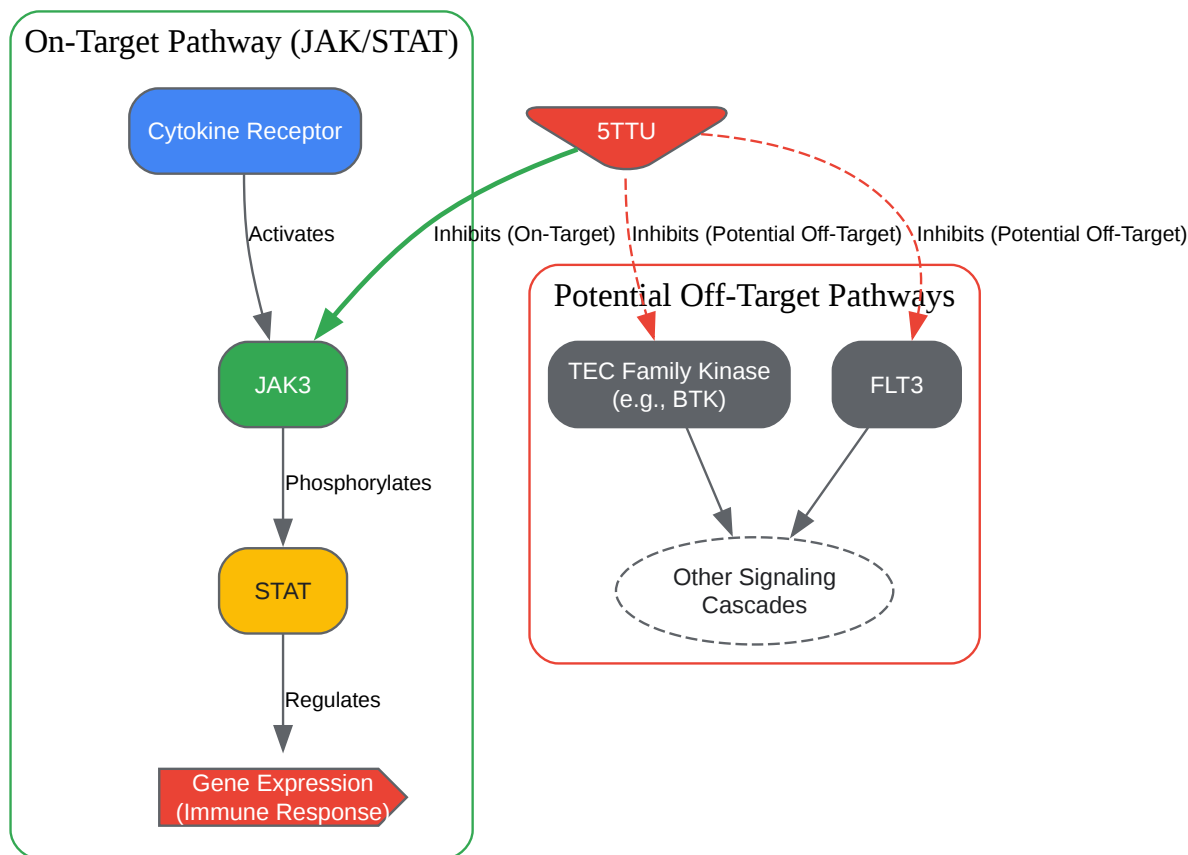 On-Target Pathway (JAK/STAT)
Cytokine Receptor
5TTU
Activates
Inhibits (On-Target)
Inhibits (Potential Off-Target)
Inhibits (Potential Off-Target)
Potential Off-Target Pathways
JAK3
TEC Family Kinase
(e.g., BTK)
FLT3
Phosphorylates
STAT
Other Signaling
Cascades
Regulates
Gene Expression
(Immune Response)